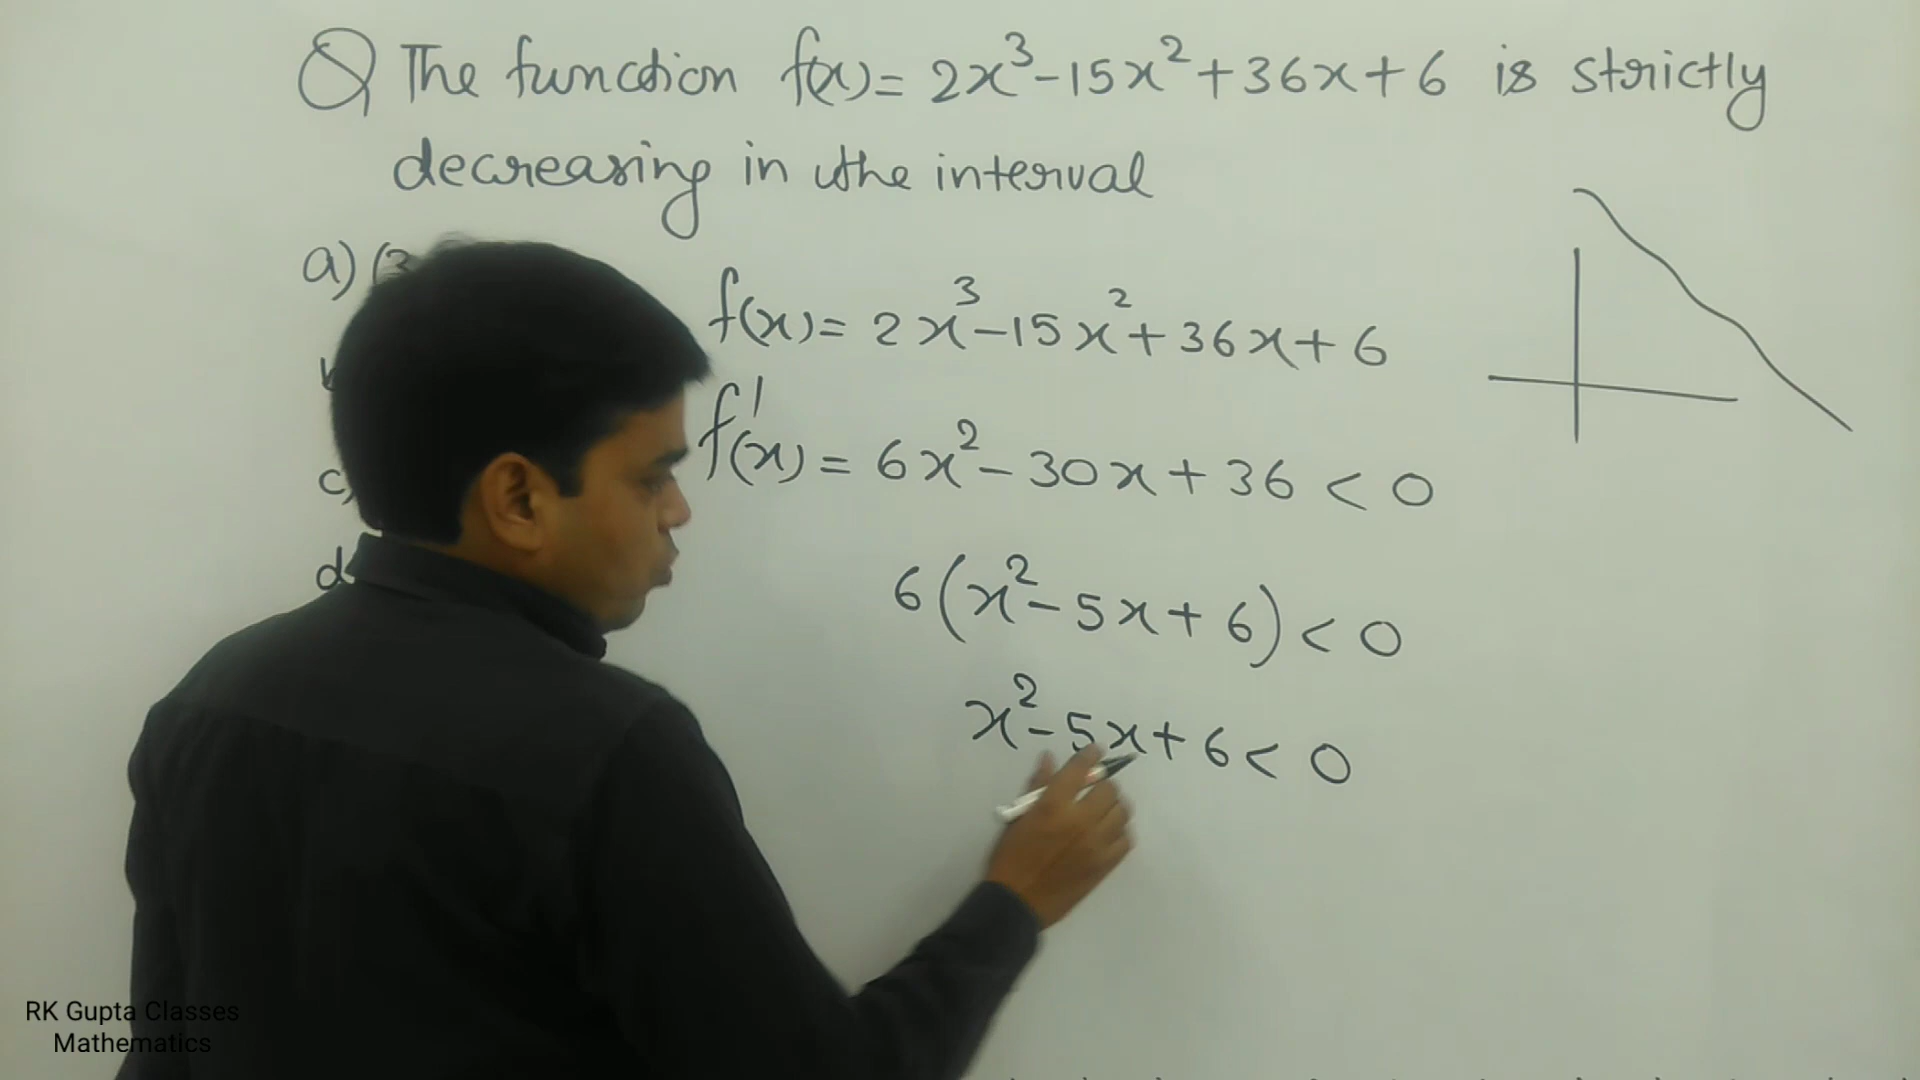 Q The function f(x) = 2x³ - 15x² + 36x + 6 is strictly
decreasing in the interval
a) (3
f(x) = 2x³ - 15x² + 36x + 6
f'(x) = 6x² - 30x + 36 < 0
c)
6(x² - 5x + 6) < 0
d
x² - 5x + 6 < 0
RK Gupta Classes
Mathematics